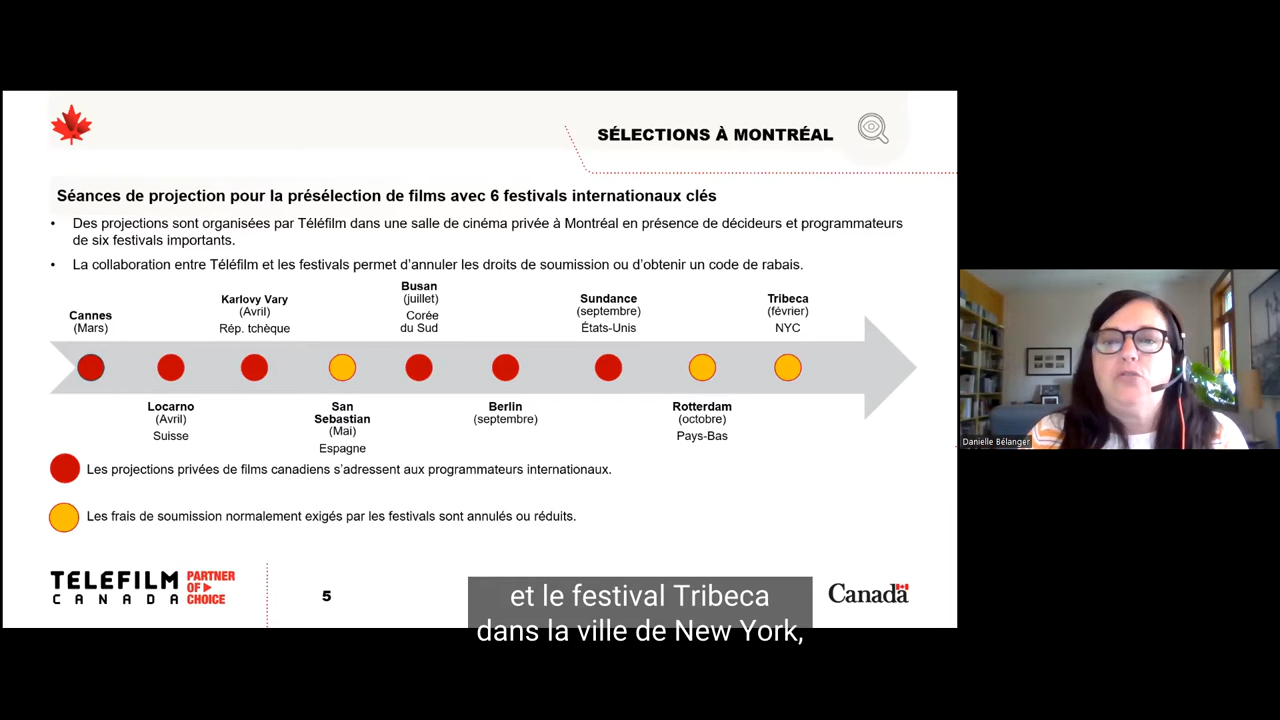 SÉLECTIONS À MONTRÉAL
Séances de projection pour la présélection de films avec 6 festivals internationaux clés
• Des projections sont organisées par Téléfilm dans une salle de cinéma privée à Montréal en présence de décideurs et programmateurs
de six festivals importants.
• La collaboration entre Téléfilm et les festivals permet d’annuler les droits de soumission ou d’obtenir un code de rabais.
Cannes
(Mars)
Karlovy Vary
(Avril)
Rép. tchèque
Busan
(juillet)
Corée
du Sud
Sundance
(septembre)
États-Unis
Tribeca
(février)
NYC
Locarno
(Avril)
Suisse
San
Sebastian
(Mai)
Espagne
Berlin
(septembre)
Rotterdam
(octobre)
Pays-Bas
Les projections privées de films canadiens s’adressent aux programmateurs internationaux.
Les frais de soumission normalement exigés par les festivals sont annulés ou réduits.
TELEFILM
CANADA
PARTNER
OF
CHOICE
5
Canada
Danielle Bélanger
et le festival Tribeca
dans la ville de New York,